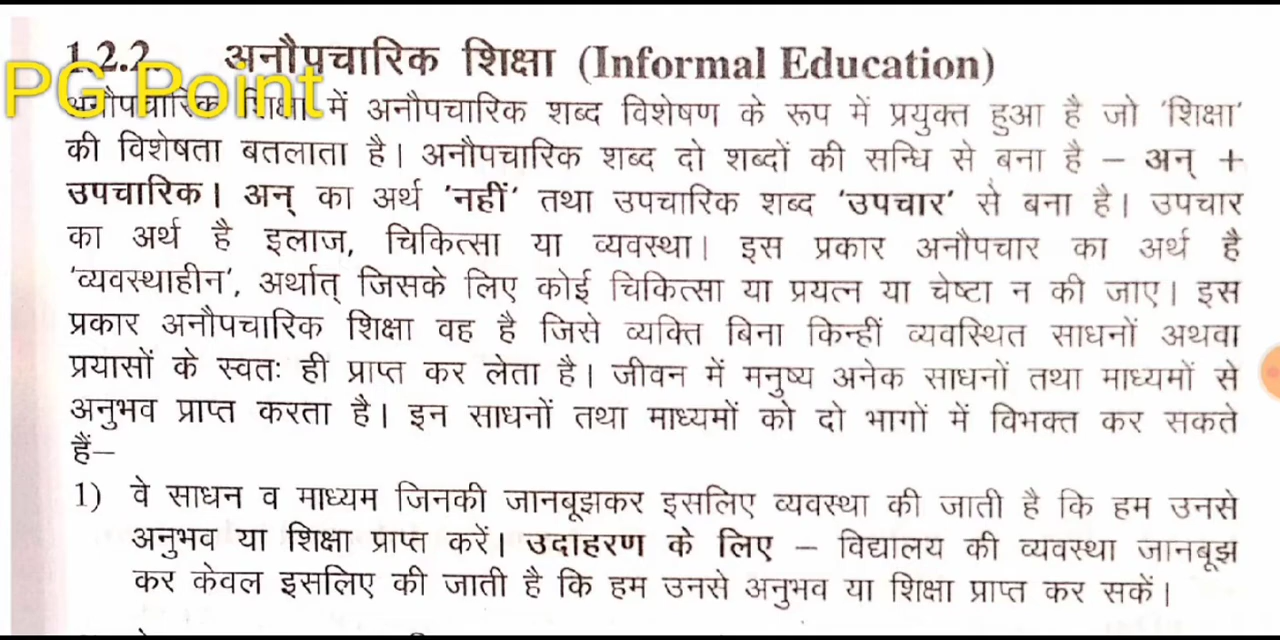 1.2.2. अनौपचारिक शिक्षा (Informal Education)
PG Point
अनौपचारिक शिक्षा में अनौपचारिक शब्द विशेषण के रूप में प्रयुक्त हुआ है जो 'शिक्षा'
की विशेषता बतलाता है। अनौपचारिक शब्द दो शब्दों की सन्धि से बना है – अन् +
उपचारिक। अन् का अर्थ 'नहीं' तथा उपचारिक शब्द 'उपचार' से बना है। उपचार
का अर्थ है इलाज, चिकित्सा या व्यवस्था। इस प्रकार अनौपचार का अर्थ है
'व्यवस्थाहीन', अर्थात् जिसके लिए कोई चिकित्सा या प्रयत्न या चेष्टा न की जाए। इस
प्रकार अनौपचारिक शिक्षा वह है जिसे व्यक्ति बिना किन्हीं व्यवस्थित साधनों अथवा
प्रयासों के स्वतः ही प्राप्त कर लेता है। जीवन में मनुष्य अनेक साधनों तथा माध्यमों से
अनुभव प्राप्त करता है। इन साधनों तथा माध्यमों को दो भागों में विभक्त कर सकते
हैं–
1) वे साधन व माध्यम जिनकी जानबूझकर इसलिए व्यवस्था की जाती है कि हम उनसे
अनुभव या शिक्षा प्राप्त करें। उदाहरण के लिए – विद्यालय की व्यवस्था जानबूझ
कर केवल इसलिए की जाती है कि हम उनसे अनुभव या शिक्षा प्राप्त कर सकें।